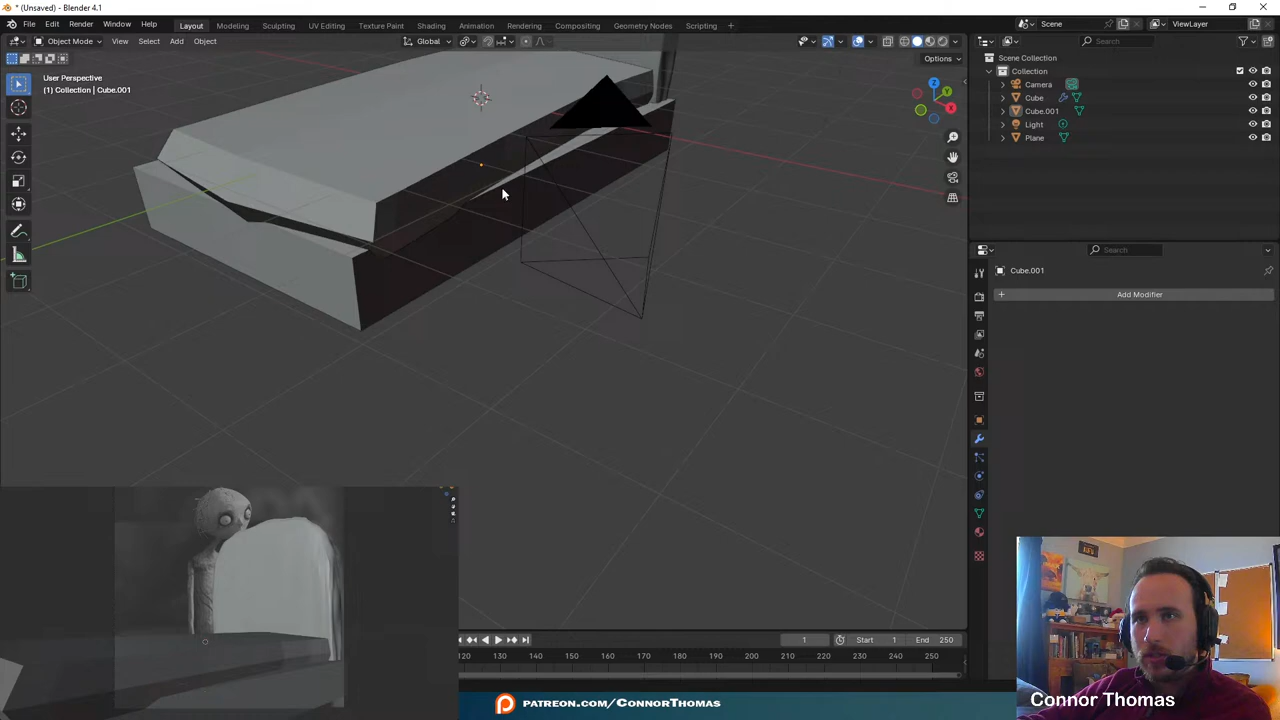 * (Unsaved) - Blender 4.1
File Edit Render Window Help Layout Modeling Sculpting UV Editing Texture Paint Shading Animation Rendering Compositing Geometry Nodes Scripting + Scene ViewLayer
Object Mode View Select Add Object Global Search
Options
User Perspective
(1) Collection | Cube.001
Scene Collection
Collection
Camera
Cube
Cube.001
Light
Plane
Z
Y
X
Search
Cube.001
+ Add Modifier
1 Start 1 End 250
120 130 140 150 160 170 180 190 200 210 220 230 240 250
PATREON.COM/CONNORTHOMAS
Connor Thomas